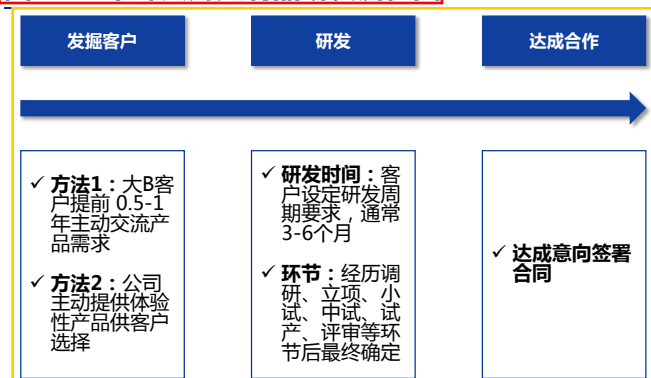 发掘客户
研发
达成合作
✓ 方法1：大B客
户提前 0.5-1
年主动交流产
品需求
✓ 方法2：公司
主动提供体验
性产品供客户
选择
✓ 研发时间：客
户设定研发周
期要求，通常
3-6个月
✓ 环节：经历调
研、立项、小
试、中试、试
产、评审等环
节后最终确定
✓ 达成意向签署
合同